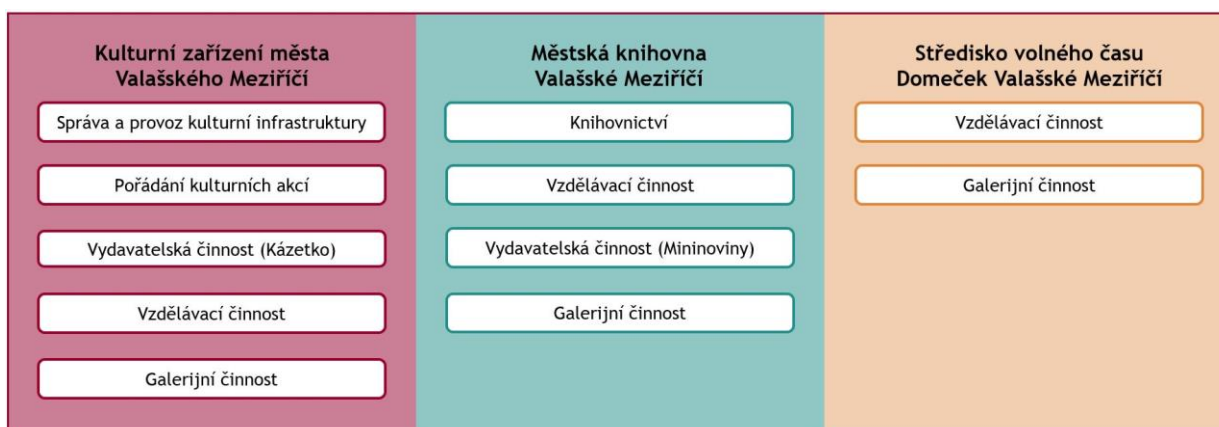 Kulturní zařízení města
Valašského Meziříčí
Správa a provoz kulturní infrastruktury
Pořádání kulturních akcí
Vydavatelská činnost (Kázetko)
Vzdělávací činnost
Galerijní činnost
Městská knihovna
Valašské Meziříčí
Knihovnictví
Vzdělávací činnost
Vydavatelská činnost (Mininoviny)
Galerijní činnost
Středisko volného času
Domeček Valašské Meziříčí
Vzdělávací činnost
Galerijní činnost